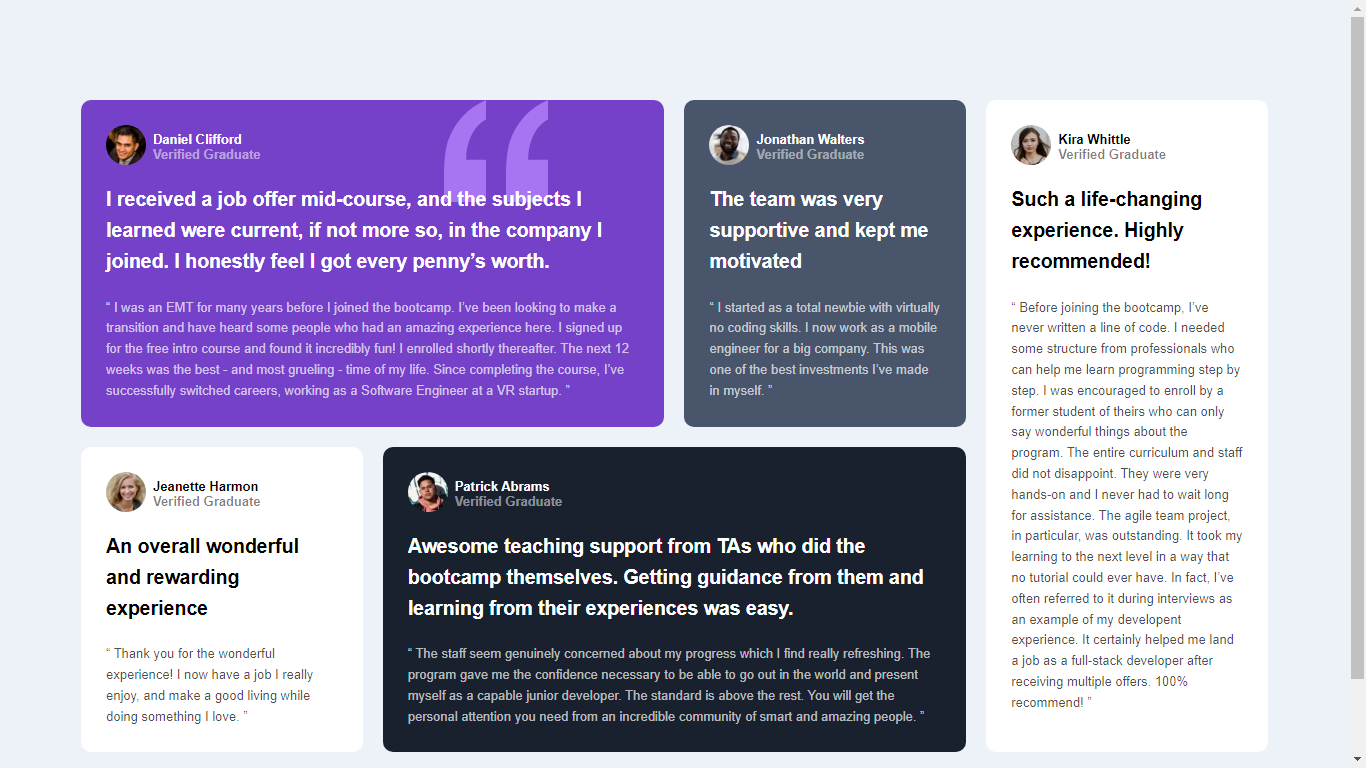 Daniel Clifford
Verified Graduate
I received a job offer mid-course, and the subjects I
learned were current, if not more so, in the company I
joined. I honestly feel I got every penny’s worth.
“ I was an EMT for many years before I joined the bootcamp. I’ve been looking to make a
transition and have heard some people who had an amazing experience here. I signed up
for the free intro course and found it incredibly fun! I enrolled shortly thereafter. The next 12
weeks was the best - and most grueling - time of my life. Since completing the course, I’ve
successfully switched careers, working as a Software Engineer at a VR startup. ”
Jonathan Walters
Verified Graduate
The team was very
supportive and kept me
motivated
“ I started as a total newbie with virtually
no coding skills. I now work as a mobile
engineer for a big company. This was
one of the best investments I’ve made
in myself. ”
Kira Whittle
Verified Graduate
Such a life-changing
experience. Highly
recommended!
“ Before joining the bootcamp, I’ve
never written a line of code. I needed
some structure from professionals who
can help me learn programming step by
step. I was encouraged to enroll by a
former student of theirs who can only
say wonderful things about the
program. The entire curriculum and staff
did not disappoint. They were very
hands-on and I never had to wait long
for assistance. The agile team project,
in particular, was outstanding. It took my
learning to the next level in a way that
no tutorial could ever have. In fact, I’ve
often referred to it during interviews as
an example of my developent
experience. It certainly helped me land
a job as a full-stack developer after
receiving multiple offers. 100%
recommend! ”
Jeanette Harmon
Verified Graduate
An overall wonderful
and rewarding
experience
“ Thank you for the wonderful
experience! I now have a job I really
enjoy, and make a good living while
doing something I love. ”
Patrick Abrams
Verified Graduate
Awesome teaching support from TAs who did the
bootcamp themselves. Getting guidance from them and
learning from their experiences was easy.
“ The staff seem genuinely concerned about my progress which I find really refreshing. The
program gave me the confidence necessary to be able to go out in the world and present
myself as a capable junior developer. The standard is above the rest. You will get the
personal attention you need from an incredible community of smart and amazing people. ”